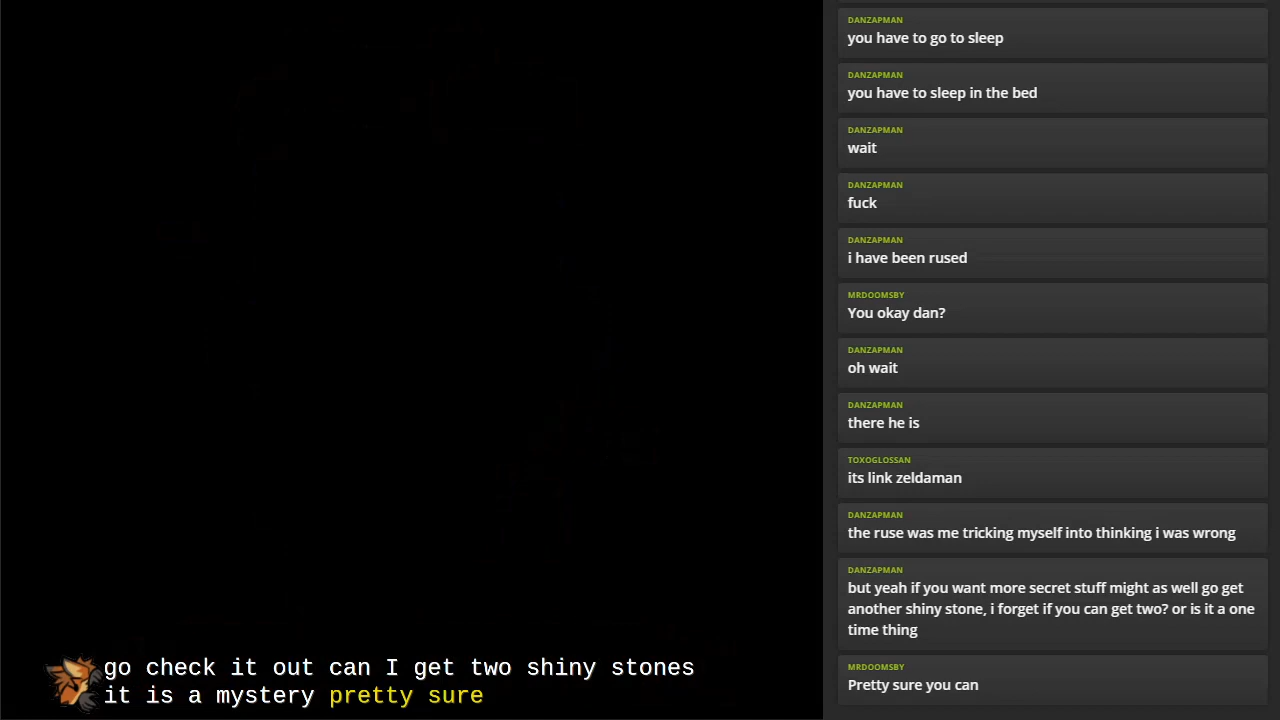 DANZAPMAN
you have to go to sleep
DANZAPMAN
you have to sleep in the bed
DANZAPMAN
wait
DANZAPMAN
fuck
DANZAPMAN
i have been rused
MRDOOMSBY
You okay dan?
DANZAPMAN
oh wait
DANZAPMAN
there he is
TOXOGLOSSAN
its link zeldaman
DANZAPMAN
the ruse was me tricking myself into thinking i was wrong
DANZAPMAN
but yeah if you want more secret stuff might as well go get
another shiny stone, i forget if you can get two? or is it a one
time thing
MRDOOMSBY
Pretty sure you can
go check it out can I get two shiny stones
it is a mystery pretty sure